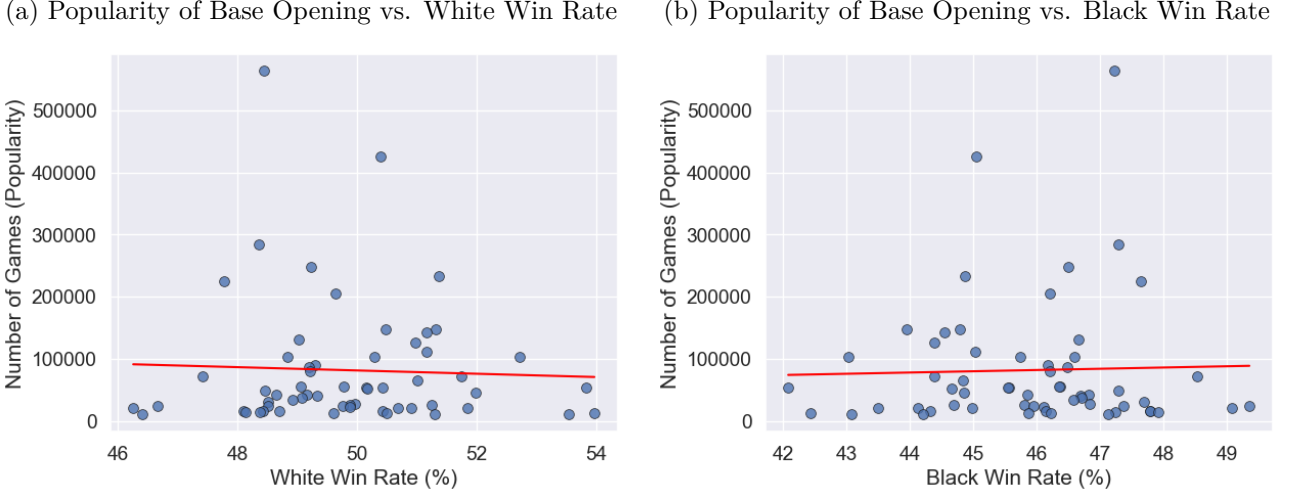 (a) Popularity of Base Opening vs. White Win Rate
Number of Games (Popularity)
500000
400000
300000
200000
100000
0
46 48 50 52 54
White Win Rate (%)
(b) Popularity of Base Opening vs. Black Win Rate
Number of Games (Popularity)
500000
400000
300000
200000
100000
0
42 43 44 45 46 47 48 49
Black Win Rate (%)